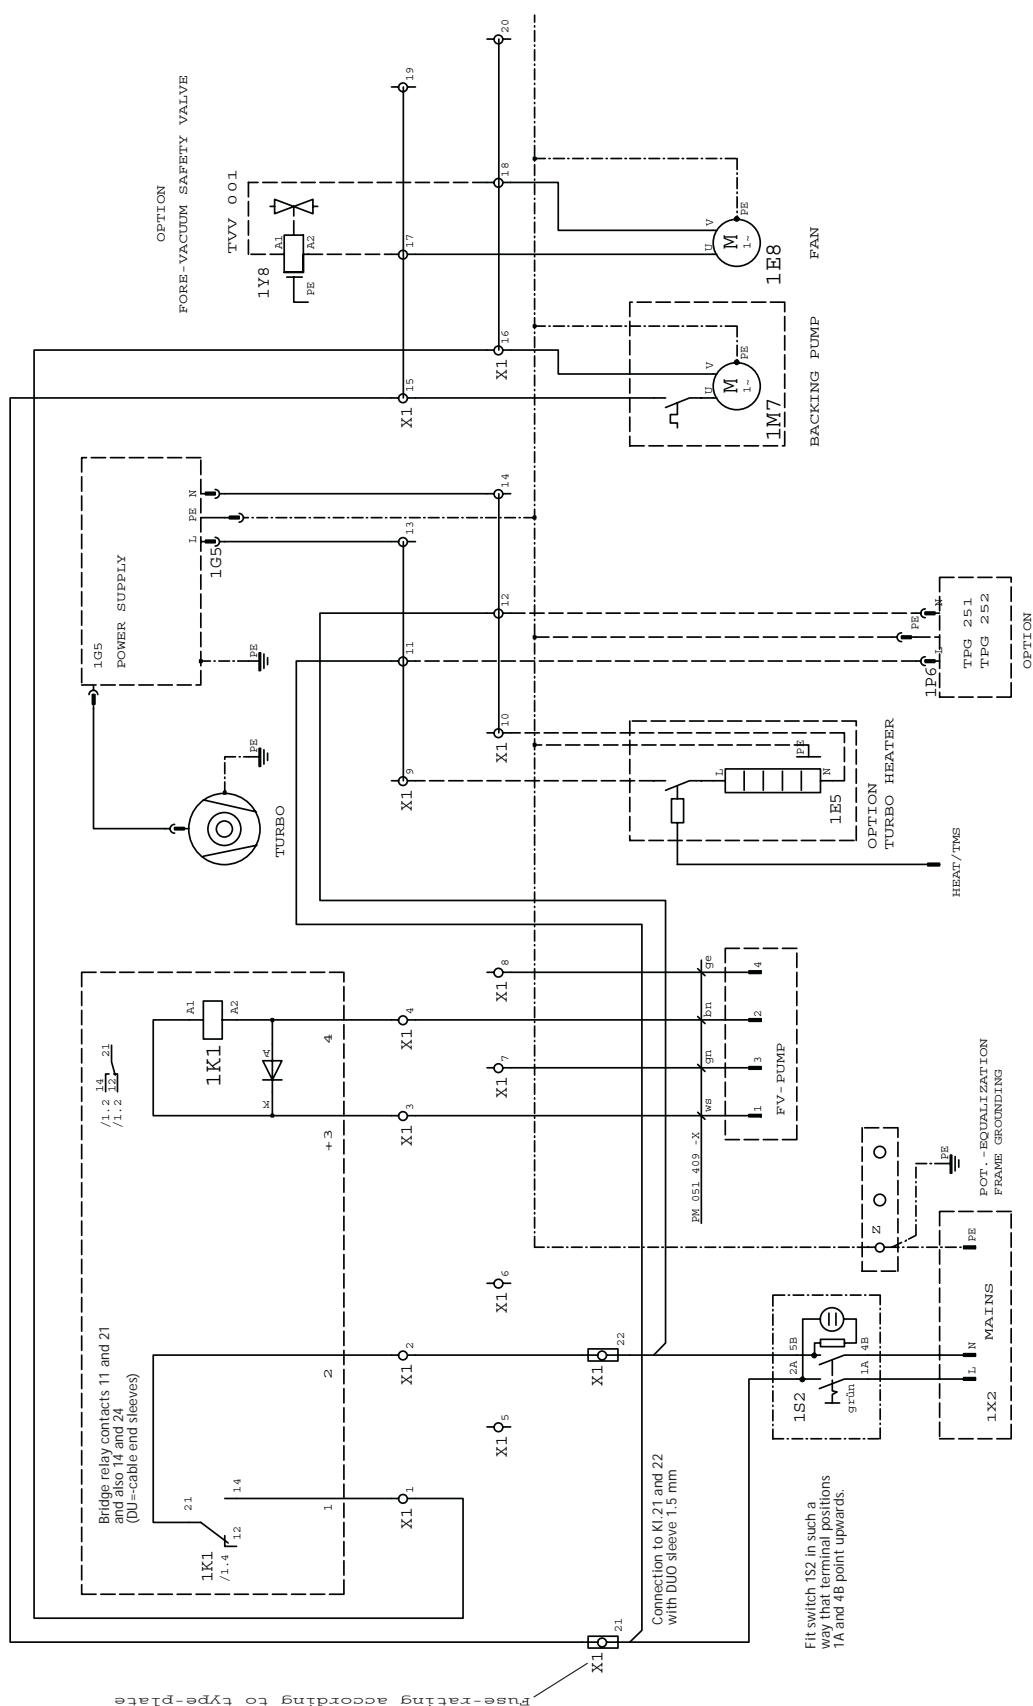 20
19
OPTION
FORE-VACUUM SAFETY VALVE
TVV 001
18
17
A1
A2
1Y8
PE
V
U
PE
M
1~
1E8
FAN
16
X1
15
X1
V
U
PE
M
1~
1M7
BACKING PUMP
14
13
N
PE
L
1G5
1G5
POWER SUPPLY
PE
12
11
N
PE
L
1P6
TPG 251
TPG 252
OPTION
10
X1
9
X1
PE
L
N
1E5
OPTION
TURBO HEATER
HEAT/TMS
PE
TURBO
8
X1
4
X1
7
X1
3
X1
A1
A2
1K1
A
K
4
+3
14
12
21
/1.2
/1.2
ge
bn
gn
ws
4
2
3
1
FV-PUMP
PM 051 409 -X
6
X1
2
X1
5
X1
1
X1
2
1
Bridge relay contacts 11 and 21
and also 14 and 24
(DU=-cable end sleeves)
21
14
12
1K1
/1.4
22
X1
21
X1
Connection to Kl.21 and 22
with DUO sleeve 1.5 mm
Z
PE
POT.-EQUALIZATION
FRAME GROUNDING
PE
N
L
MAINS
1X2
2A
5B
1A
4B
1S2
grün
Fit switch 1S2 in such a
way that terminal positions
1A and 4B point upwards.
Fuse-rating according to type-plate